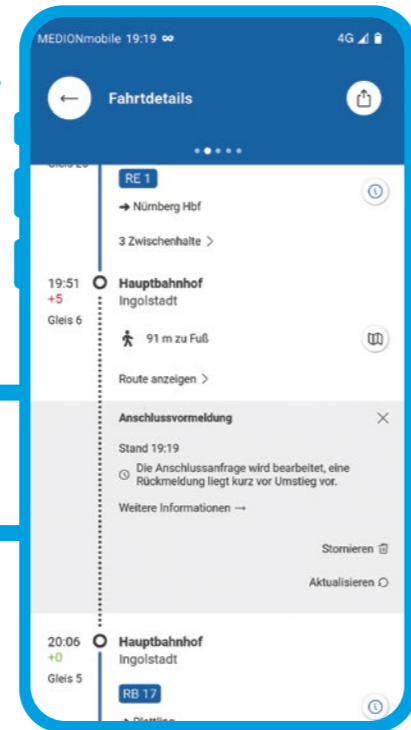 MEDIONmobile 19:19
4G
Fahrtdetails
RE 1
→ Nürnberg Hbf
3 Zwischenhalte >
19:51 Hauptbahnhof
+5 Ingolstadt
Gleis 6
91 m zu Fuß
Route anzeigen >
Anschlussvormeldung
Stand 19:19
Die Anschlussanfrage wird bearbeitet, eine
Rückmeldung liegt kurz vor Umstieg vor.
Weitere Informationen →
Stornieren
Aktualisieren
20:06 Hauptbahnhof
+0 Ingolstadt
Gleis 5
RB 17